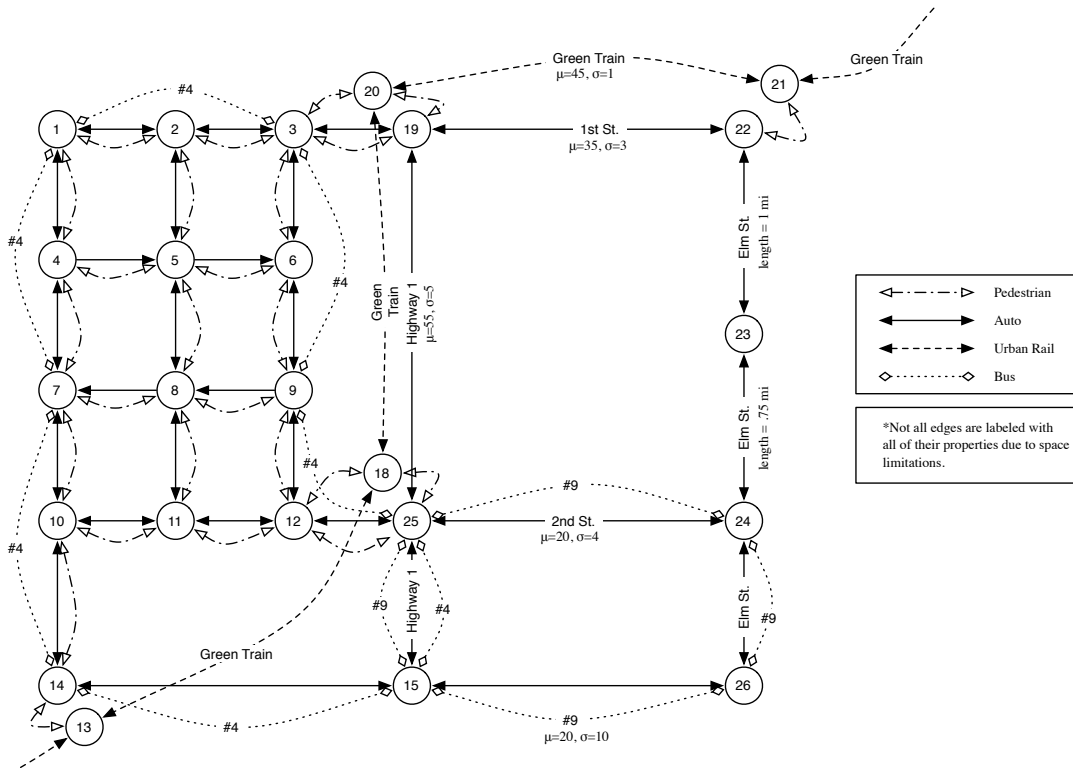 Green Train
μ=45, σ=1
Green Train
#4
20
21
1
2
3
19
1st St.
μ=35, σ=3
22
#4
Elm St.
length = 1 mi
4
5
6
#4
Green
Train
Highway 1
μ=55, σ=5
23
Pedestrian
Auto
Urban Rail
Bus
7
8
9
Elm St.
length = .75 mi
*Not all edges are labeled with
all of their properties due to space
limitations.
#4
18
#9
10
11
12
25
2nd St.
μ=20, σ=4
24
#4
#9
Highway 1
#4
Elm St.
#9
Green Train
14
15
26
13
#4
#9
μ=20, σ=10